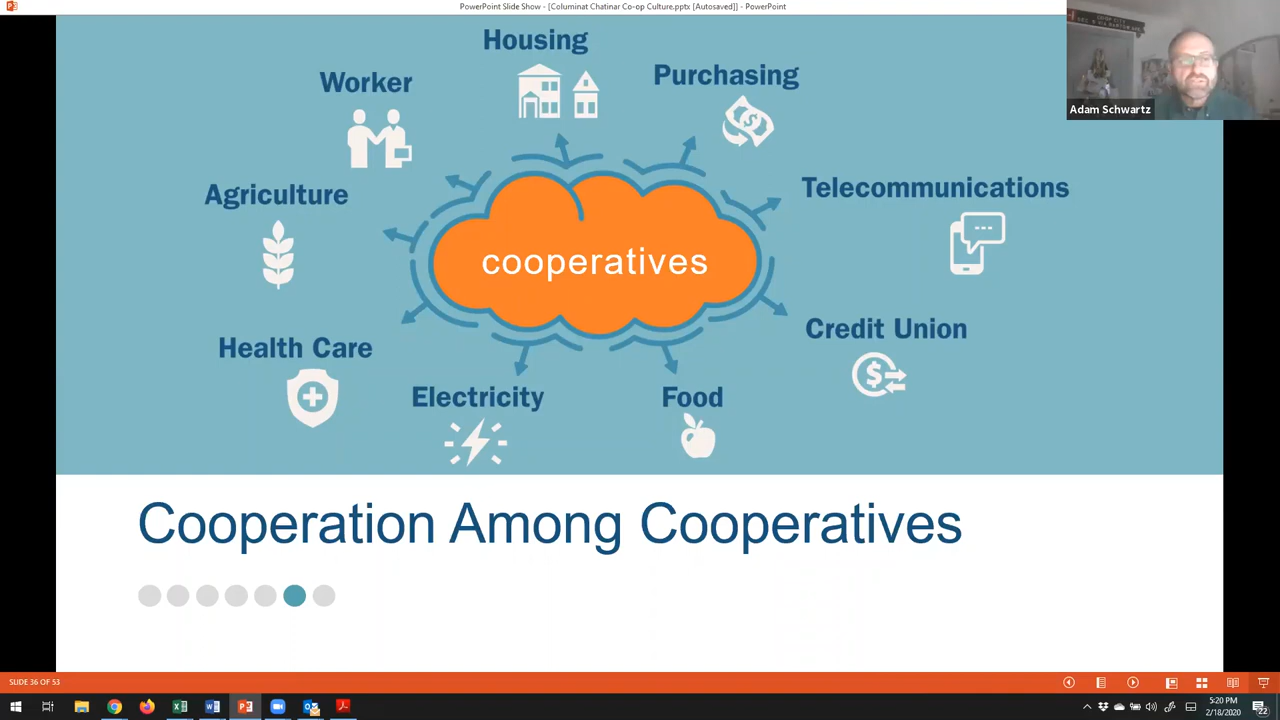 PowerPoint Slide Show - [Columinat Chatinar Co-op Culture.pptx [Autosaved]] - PowerPoint
Housing
Worker
Purchasing
Adam Schwartz
Agriculture
Telecommunications
cooperatives
Health Care
Credit Union
Electricity
Food
Cooperation Among Cooperatives
SLIDE 36 OF 53
5:20 PM
2/18/2020
22